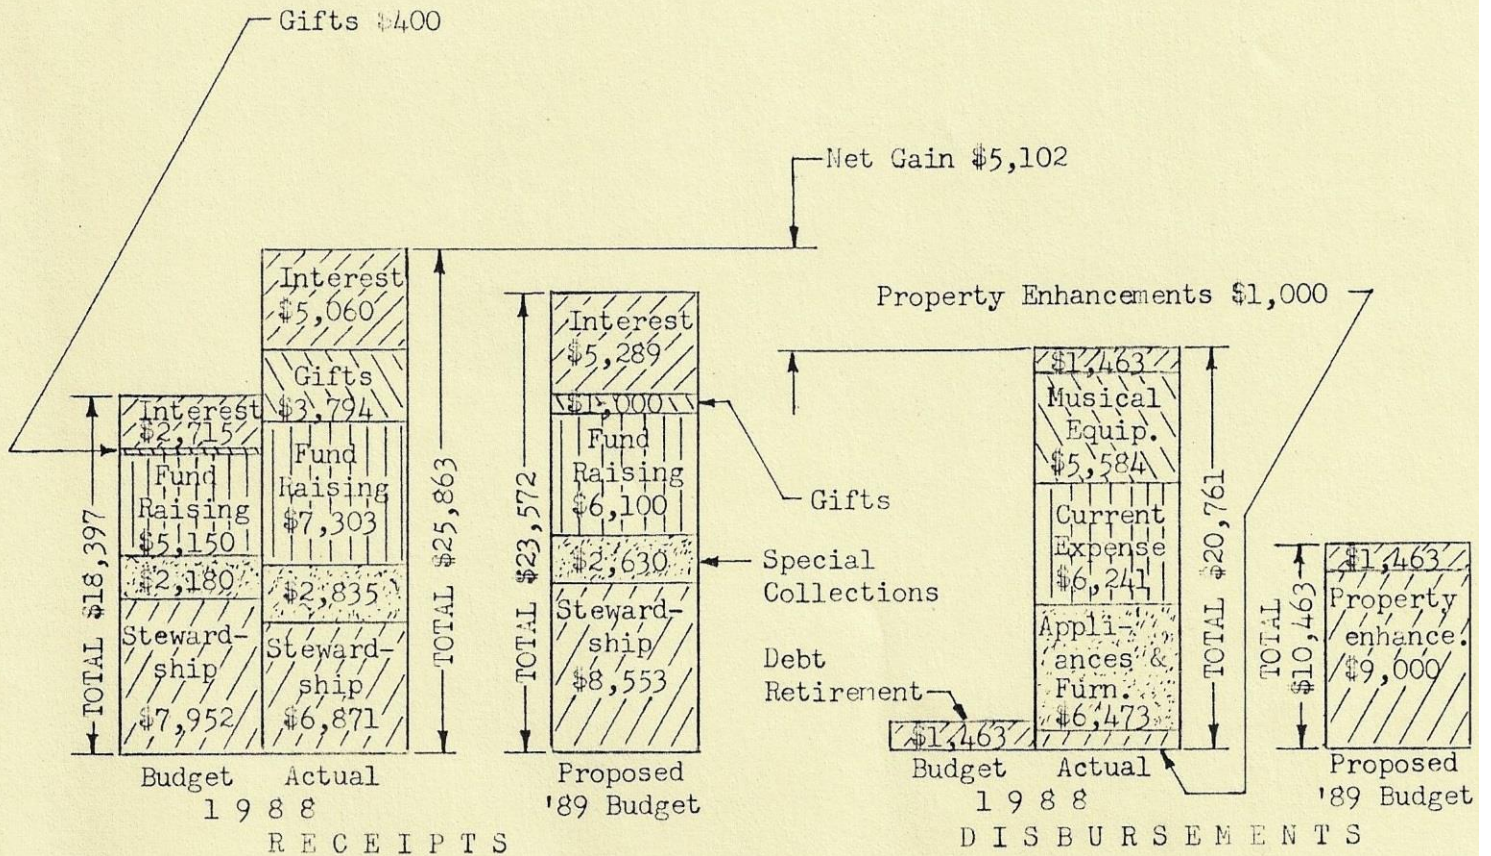 Gifts $400
Net Gain $5,102
Property Enhancements $1,000
Interest
$2,715
Fund
Raising
$5,150
$2,180
Steward-
ship
$7,952
TOTAL $18,397
Interest
$5,060
Gifts
$3,794
Fund
Raising
$7,303
$2,835
Steward-
ship
$6,871
TOTAL $25,863
TOTAL $23,572
Interest
$5,289
$1,000
Fund
Raising
$6,100
$2,630
Steward-
ship
$8,553
Gifts
Special
Collections
Debt
Retirement
$1,463
$1,463
Musical
Equip.
$5,584
Current
Expense
$6,241
Appli-
ances &
Furn.
$6,473
TOTAL $20,761
TOTAL
$10,463
$1,463
Property
enhance.
$9,000
Budget Actual
1988
Proposed
'89 Budget
RECEIPTS
Budget Actual
1988
Proposed
'89 Budget
DISBURSEMENTS